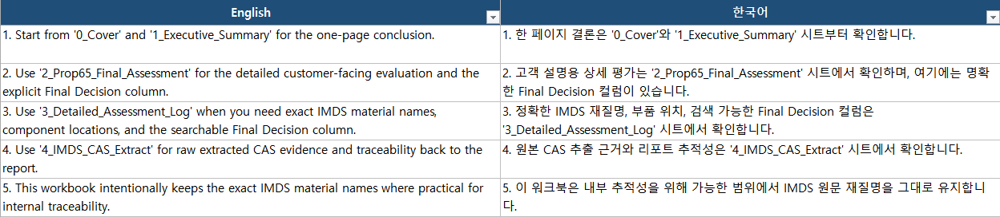 English
한국어
1. Start from '0_Cover' and '1_Executive_Summary' for the one-page conclusion.
1. 한 페이지 결론은 '0_Cover'와 '1_Executive_Summary' 시트부터 확인합니다.
2. Use '2_Prop65_Final_Assessment' for the detailed customer-facing evaluation and the
explicit Final Decision column.
2. 고객 설명용 상세 평가는 '2_Prop65_Final_Assessment' 시트에서 확인하며, 여기에는 명확
한 Final Decision 컬럼이 있습니다.
3. Use '3_Detailed_Assessment_Log' when you need exact IMDS material names,
component locations, and the searchable Final Decision column.
3. 정확한 IMDS 재질명, 부품 위치, 검색 가능한 Final Decision 컬럼은
'3_Detailed_Assessment_Log' 시트에서 확인합니다.
4. Use '4_IMDS_CAS_Extract' for raw extracted CAS evidence and traceability back to the
report.
4. 원본 CAS 추출 근거와 리포트 추적성은 '4_IMDS_CAS_Extract' 시트에서 확인합니다.
5. This workbook intentionally keeps the exact IMDS material names where practical for
internal traceability.
5. 이 워크북은 내부 추적성을 위해 가능한 범위에서 IMDS 원문 재질명을 그대로 유지합니
다.